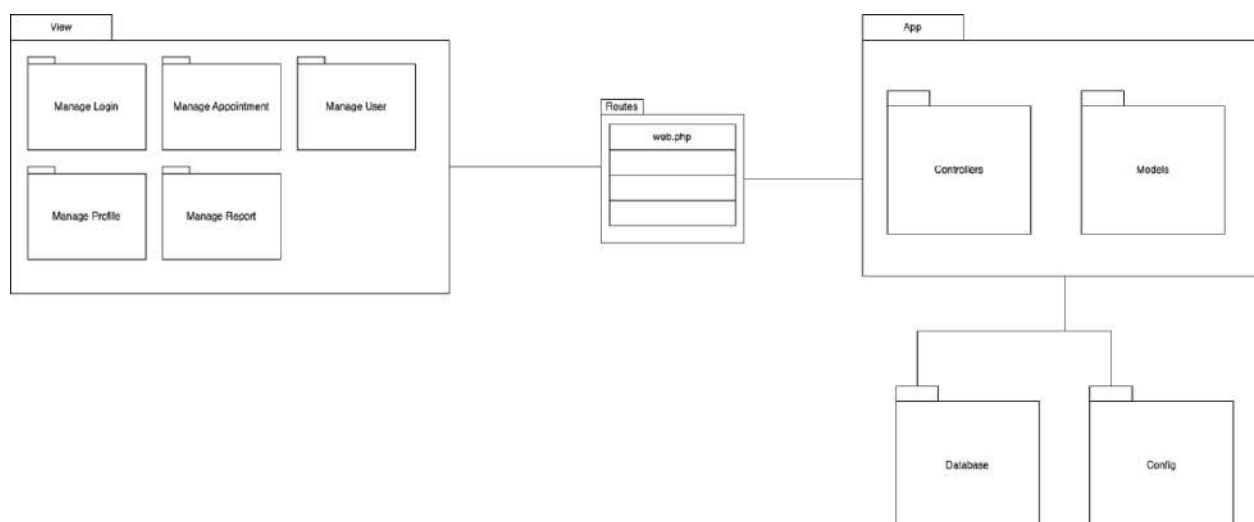 View
Manage Login
Manage Appointment
Manage User
Manage Profile
Manage Report
Routes
web.php
App
Controllers
Models
Database
Config